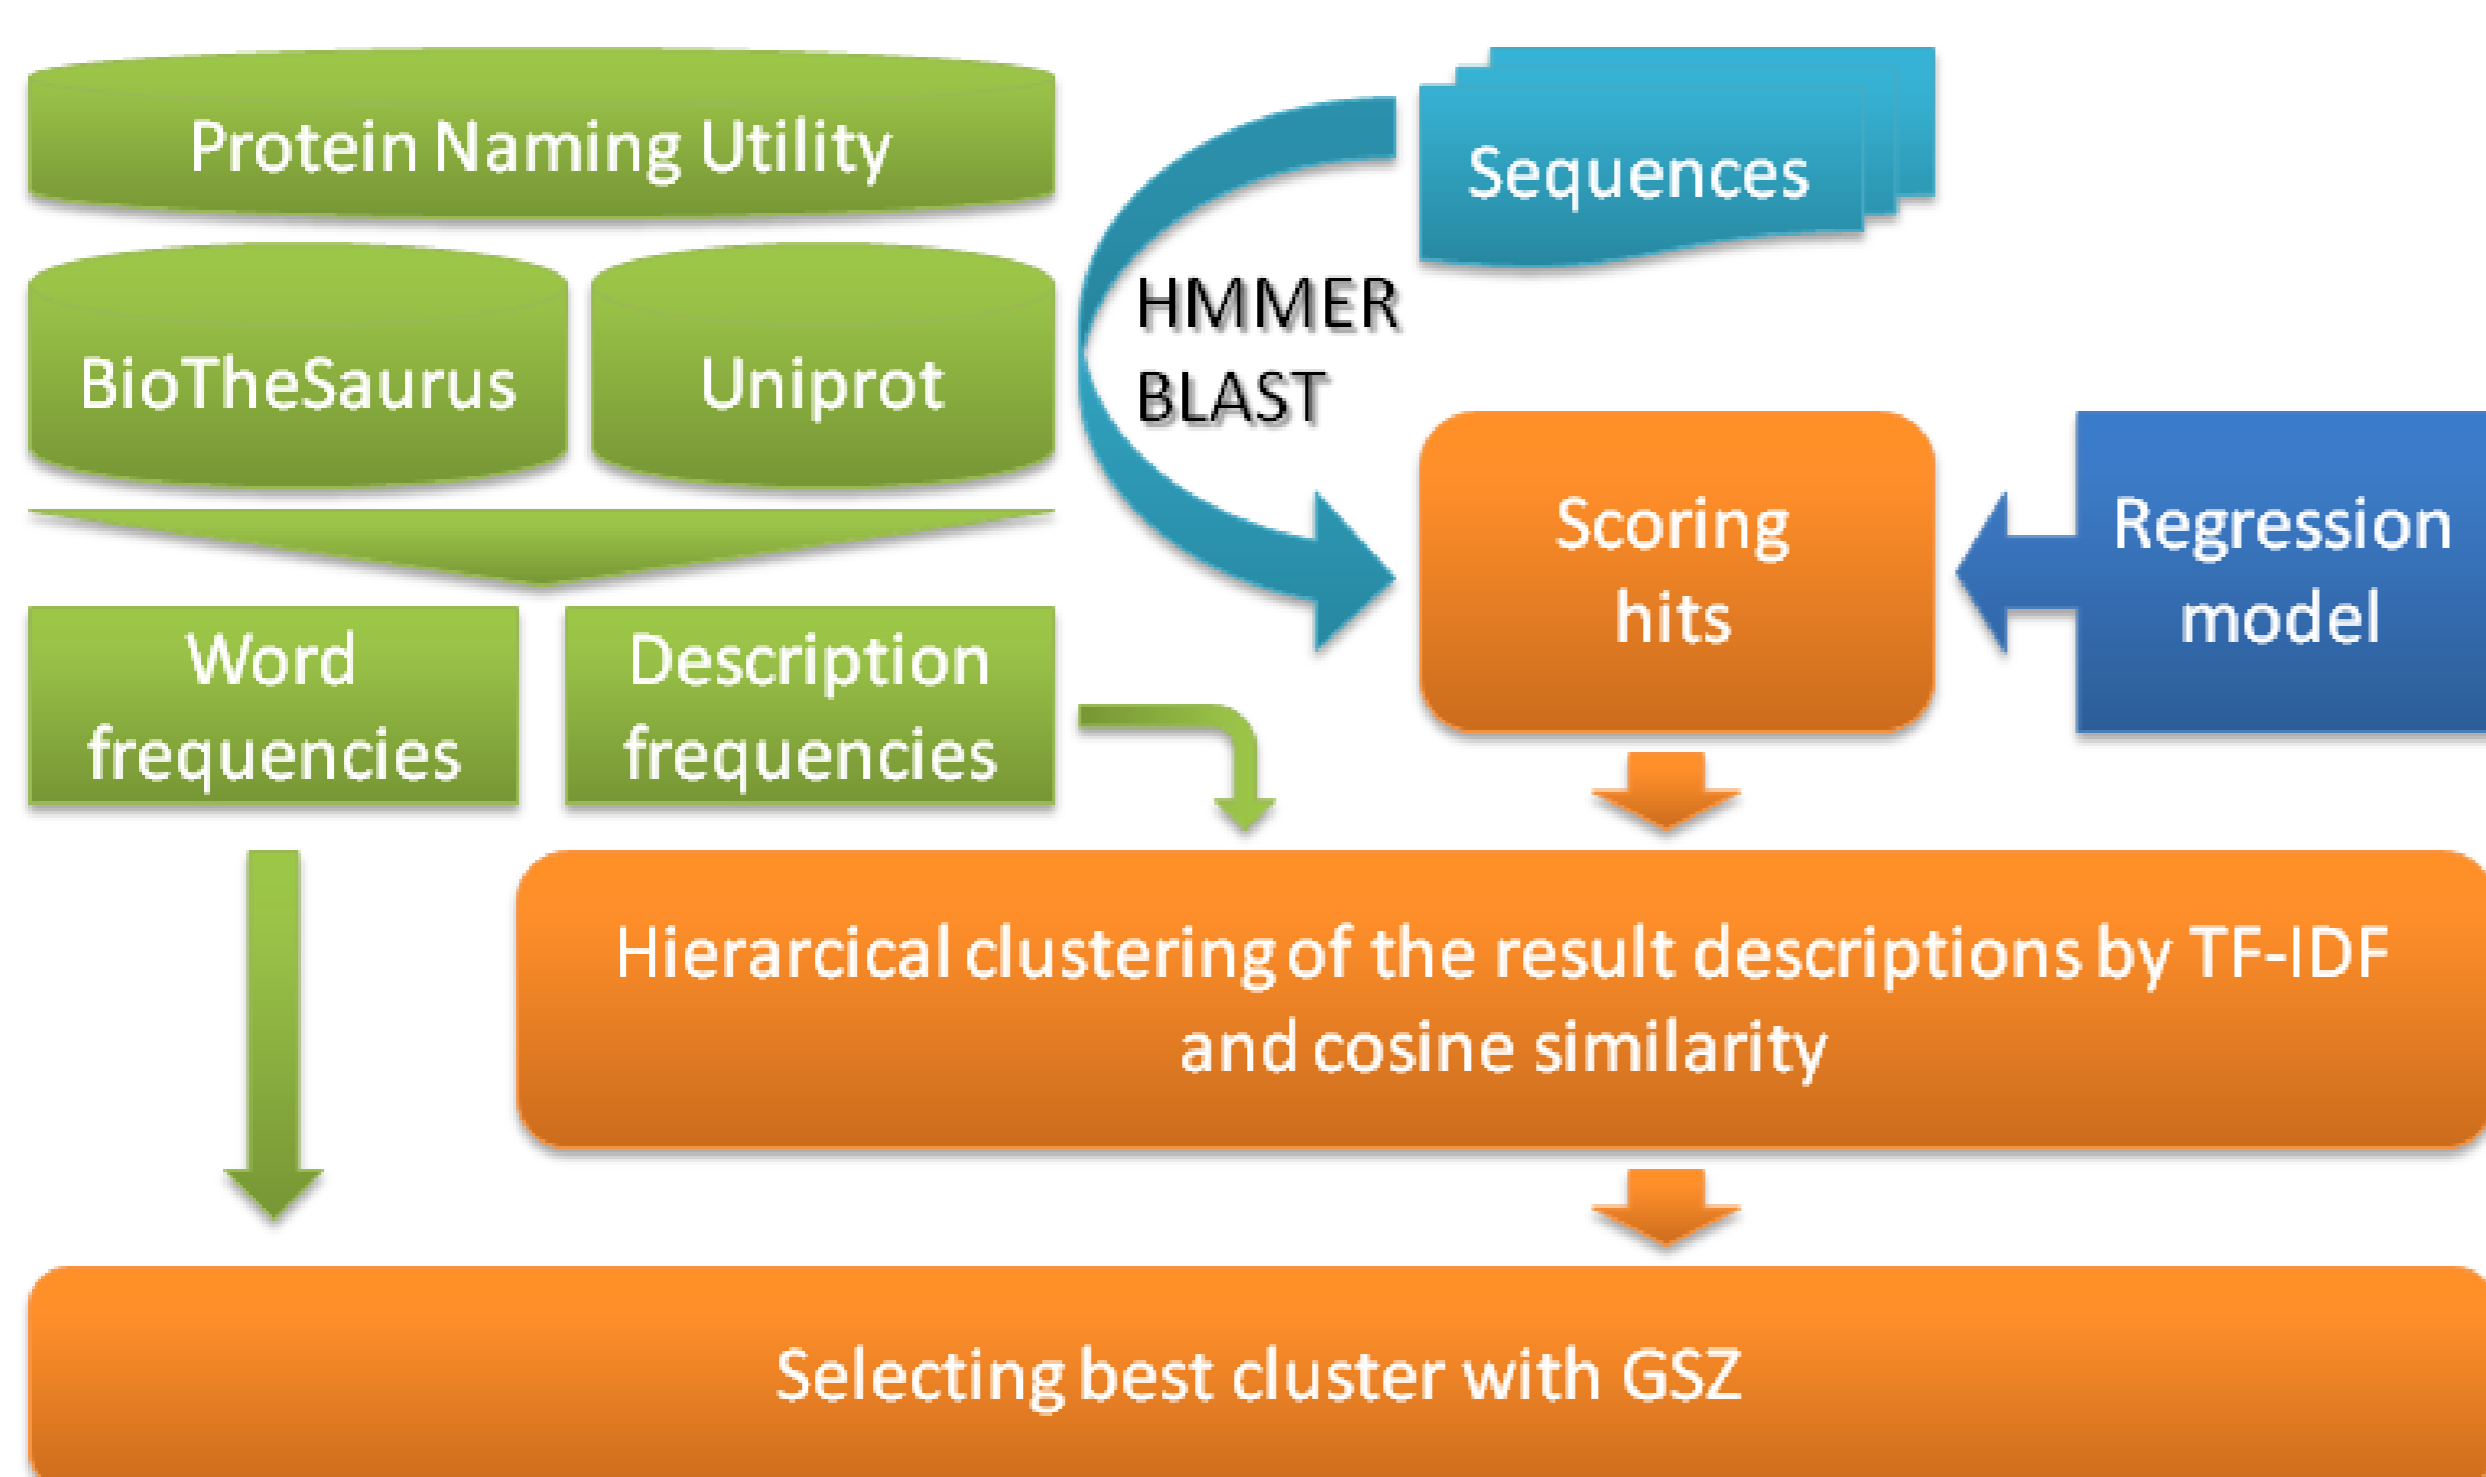 Protein Naming Utility
Sequences
BioTheSaurus
Uniprot
HMMER
BLAST
Scoring
hits
Regression
model
Word
frequencies
Description
frequencies
Hierarcical clustering of the result descriptions by TF-IDF
and cosine similarity
Selecting best cluster with GSZ